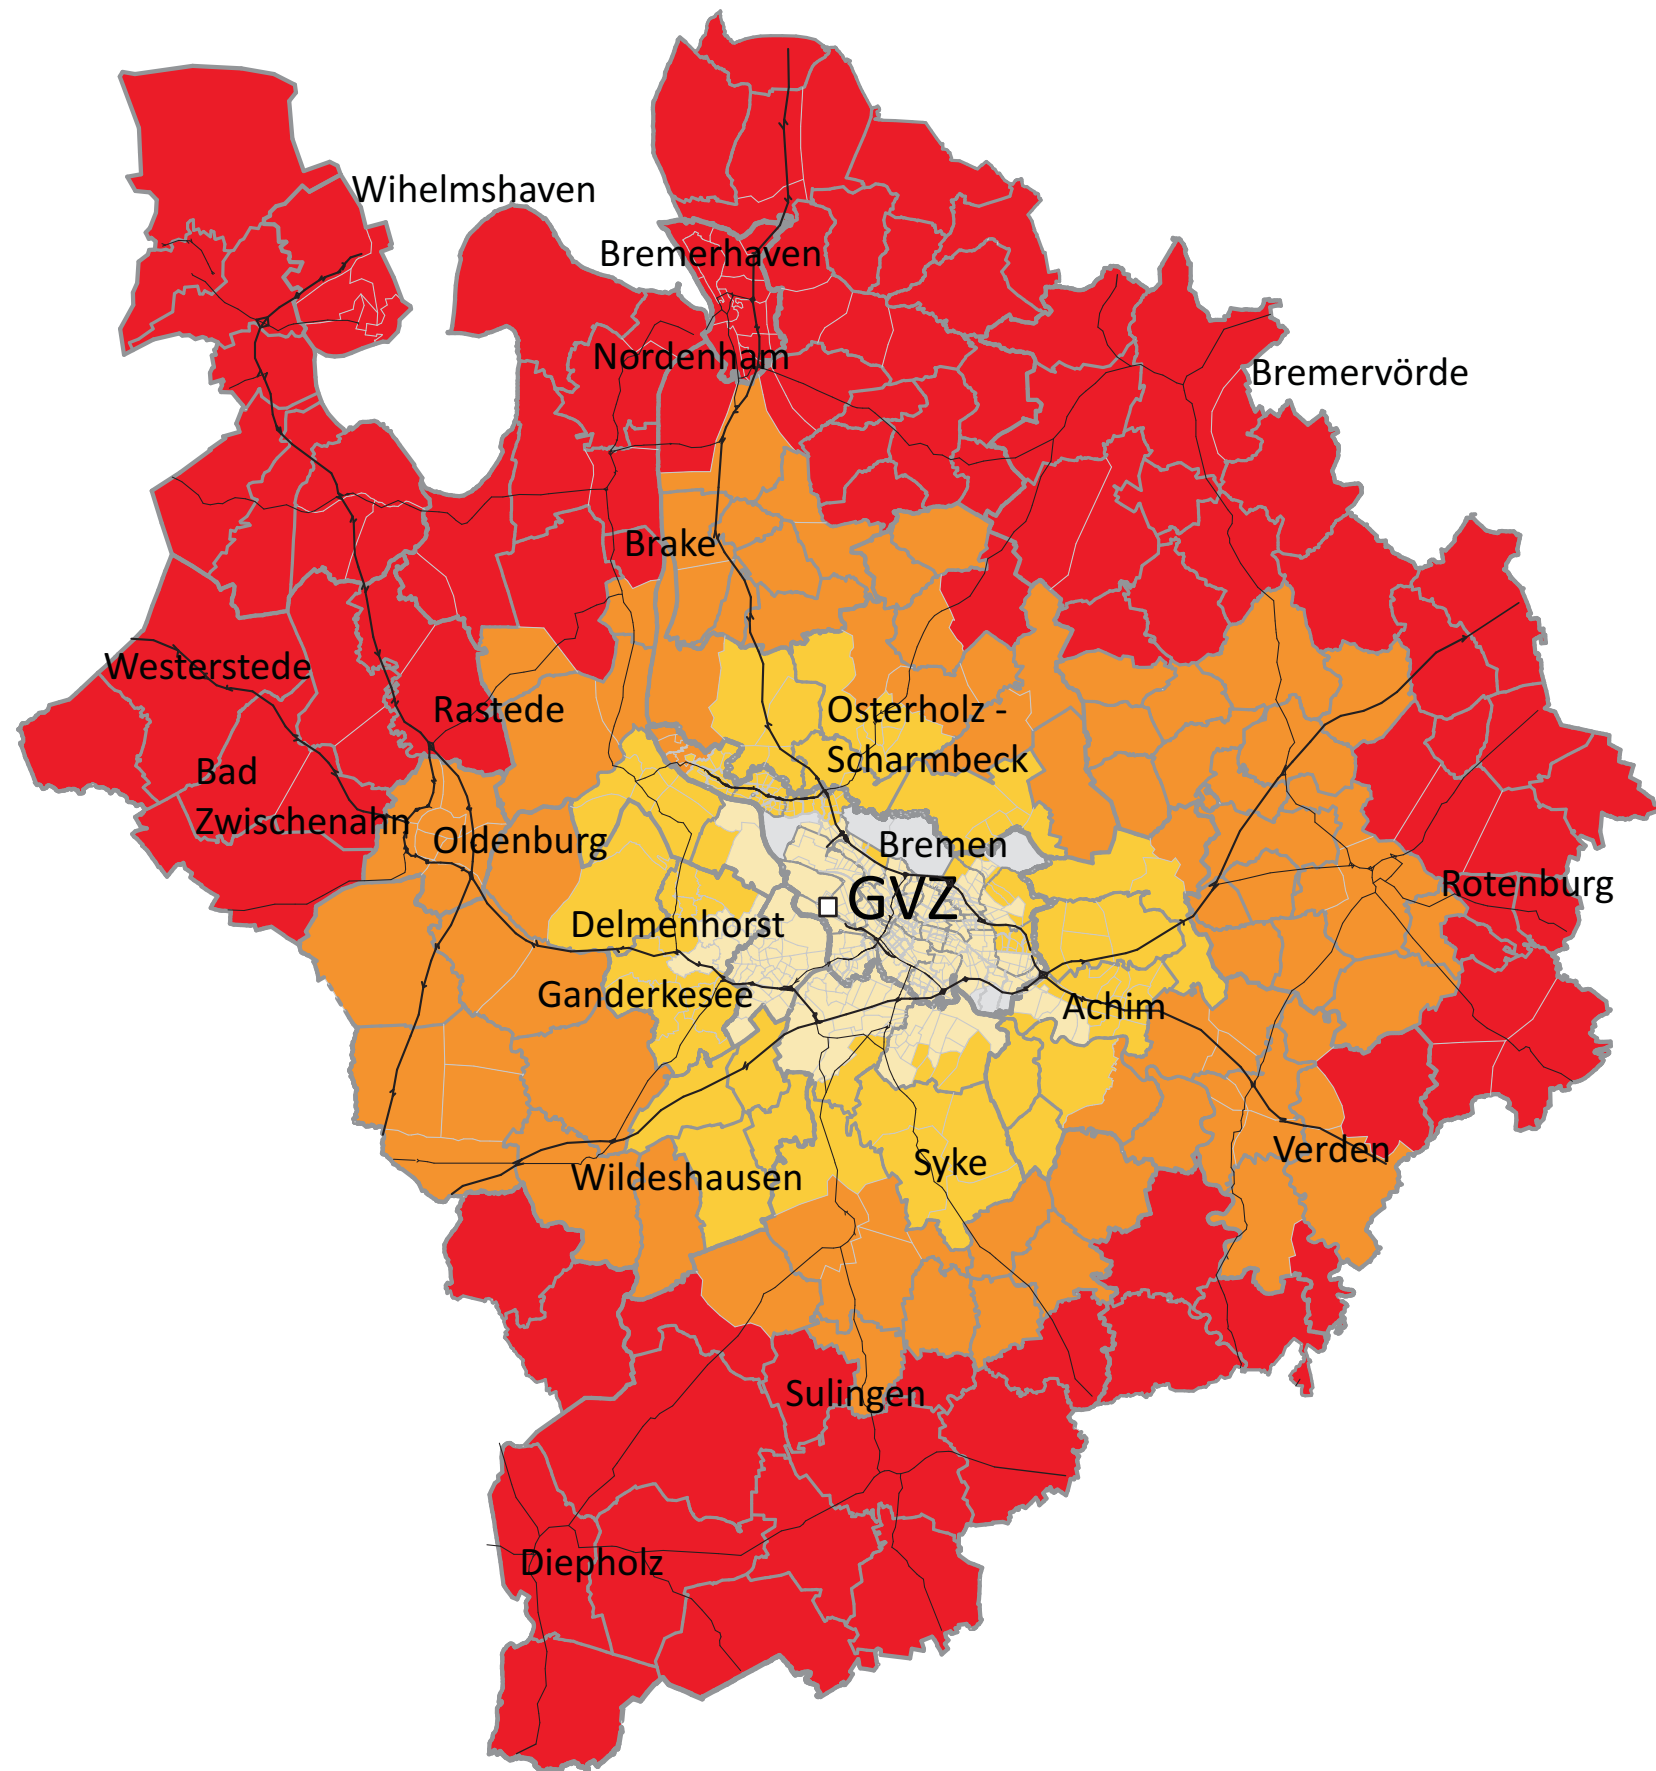 Wihelmshaven
Bremerhaven
Nordenham
Bremervörde
Brake
Westerstede
Rastede
Osterholz -
Scharmbeck
Bad
Zwischenahn
Oldenburg
Bremen
GVZ
Rotenburg
Delmenhorst
Ganderkesee
Achim
Verden
Wildeshausen
Syke
Sulingen
Diepholz